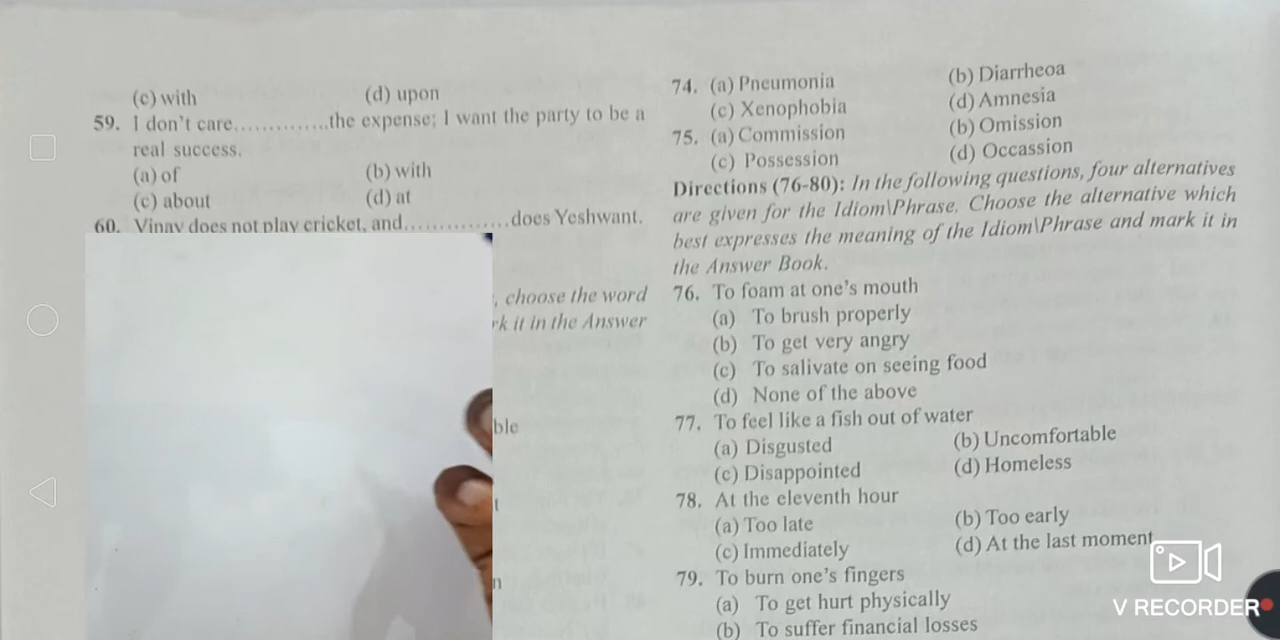 (c) with (d) upon
59. I don't care..............the expense; I want the party to be a
real success.
(a) of (b) with
(c) about (d) at
60. Vinay does not play cricket, and...............does Yeshwant.
, choose the word
rk it in the Answer
ble
t
n
74. (a) Pneumonia (b) Diarrheoa
(c) Xenophobia (d) Amnesia
75. (a) Commission (b) Omission
(c) Possession (d) Occassion
Directions (76-80): In the following questions, four alternatives
are given for the Idiom\Phrase. Choose the alternative which
best expresses the meaning of the Idiom\Phrase and mark it in
the Answer Book.
76. To foam at one's mouth
(a) To brush properly
(b) To get very angry
(c) To salivate on seeing food
(d) None of the above
77. To feel like a fish out of water
(a) Disgusted (b) Uncomfortable
(c) Disappointed (d) Homeless
78. At the eleventh hour
(a) Too late (b) Too early
(c) Immediately (d) At the last moment
79. To burn one's fingers
(a) To get hurt physically
(b) To suffer financial losses
V RECORDER